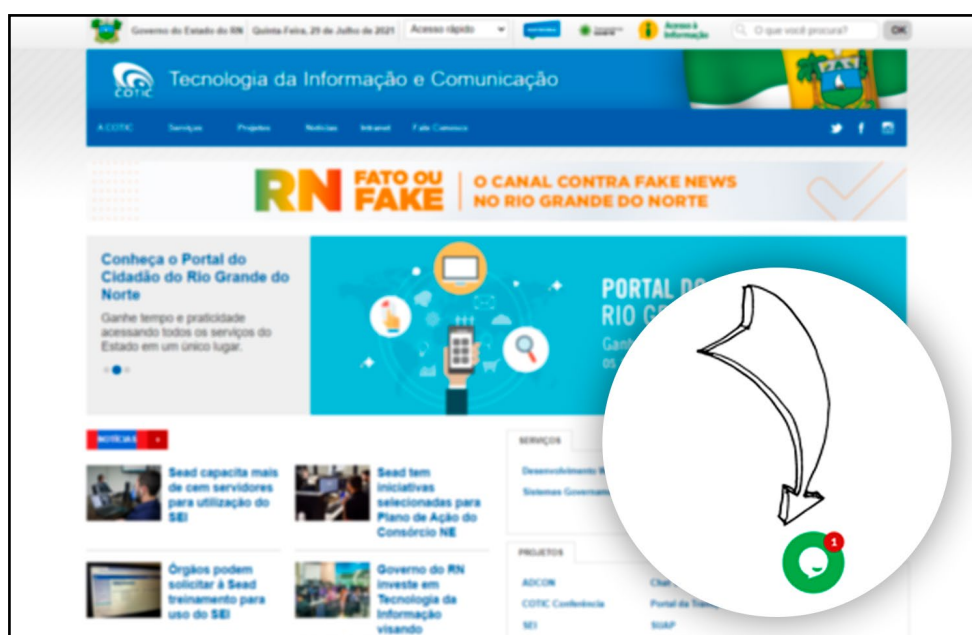 Governo do Estado do RN
Quinta-Feira, 29 de Julho de 2021
Acesso rápido
Acesso à
Informação
O que você procura?
OK
COTIC
Tecnologia da Informação e Comunicação
A COTIC
Serviços
Projetos
Notícias
Intranet
Fale Conosco
RN FATO OU
FAKE
O CANAL CONTRA FAKE NEWS
NO RIO GRANDE DO NORTE
Conheça o Portal do
Cidadão do Rio Grande do
Norte
Ganhe tempo e praticidade
acessando todos os serviços do
Estado em um único lugar.
PORTAL DO
RIO
NOTÍCIAS
Sead capacita mais
de cem servidores
para utilização do
SEI
Sead tem
iniciativas
selecionadas para
Plano de Ação do
Consórcio NE
Órgãos podem
solicitar à Sead
treinamento para
uso do SEI
Governo do RN
investe em
Tecnologia da
Informação
visando
SERVIÇOS
Desenvolvimento
Sistemas
PROJETOS
ADCON
Chat
COTIC Conferência
Portal da
SEI
SUAP
1